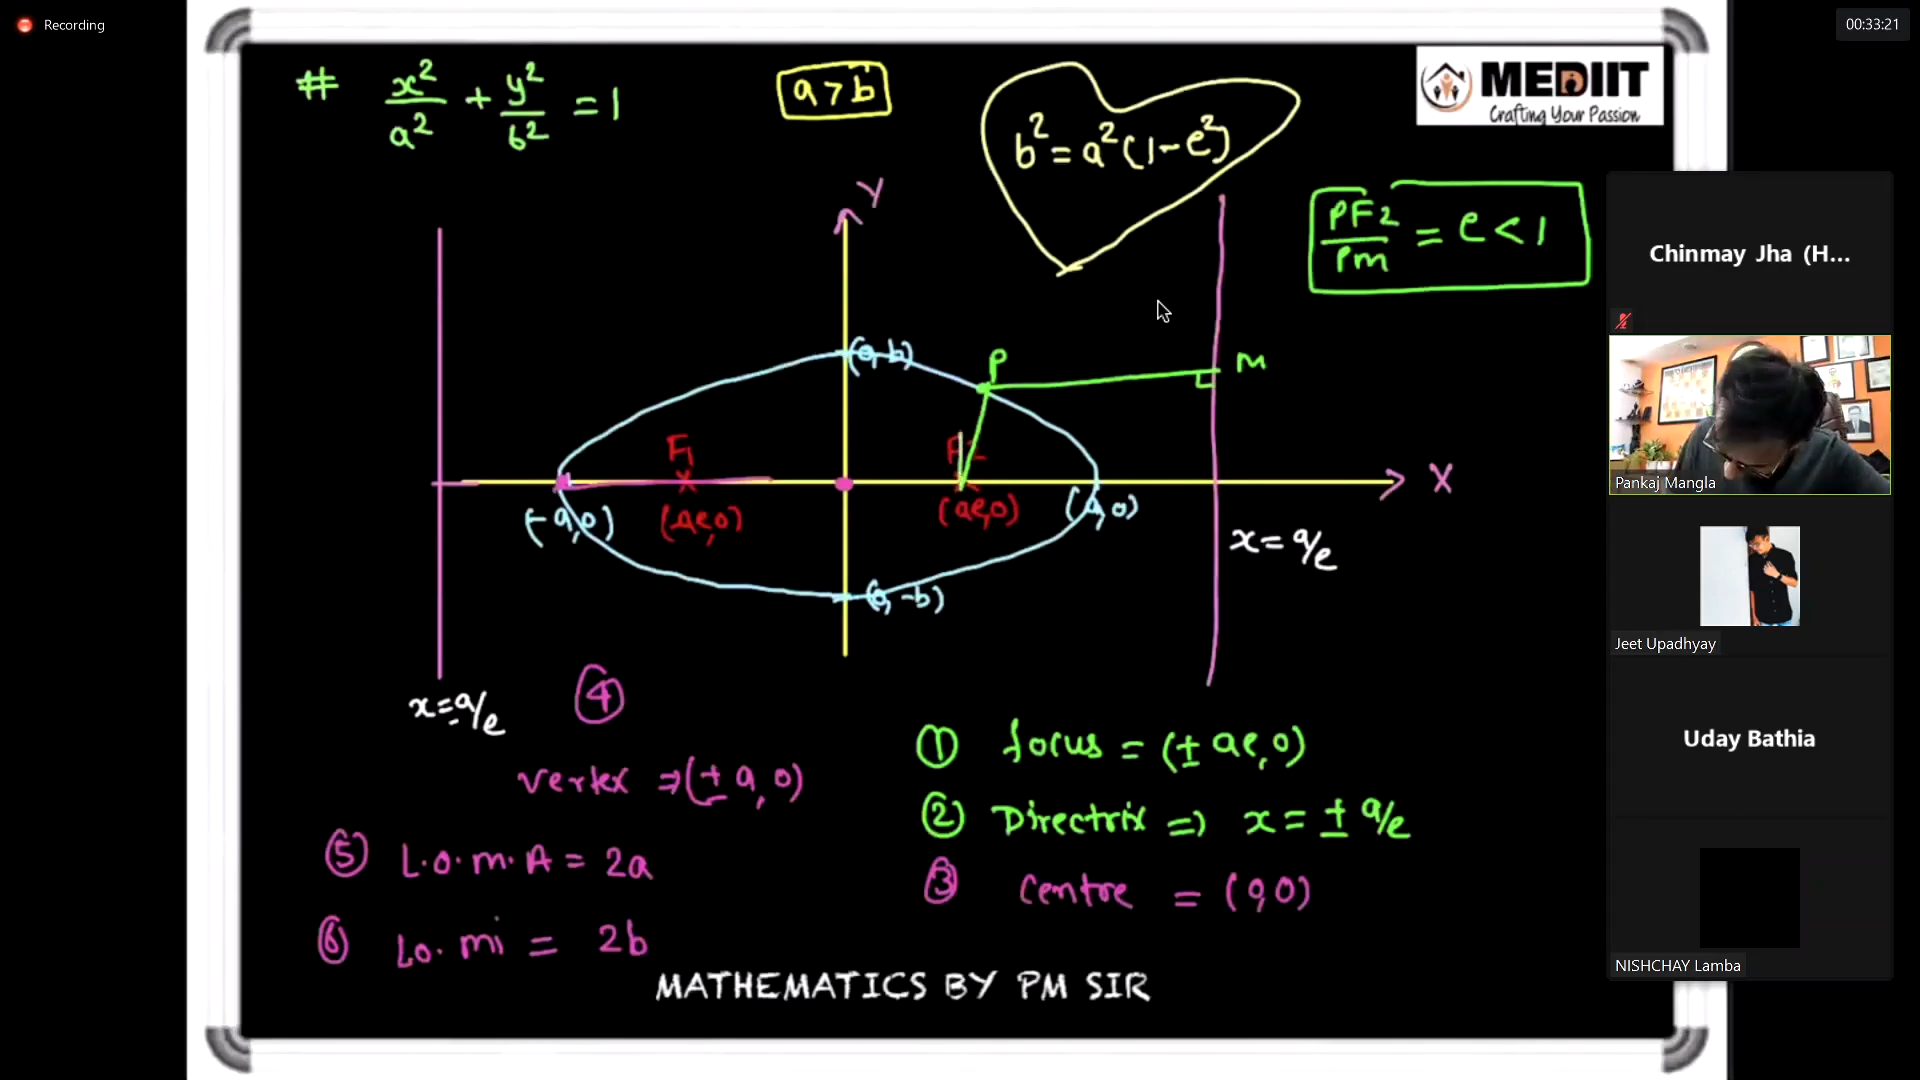 Recording
00:33:21
# x²/a² + y²/b² = 1
a > b
b² = a²(1-e²)
MEDIIT
Crafting Your Passion
Y
PF2/PM = e < 1
Chinmay Jha (H...
(0, b)
P
M
F1
F2
X
(-a, 0)
(-ae, 0)
(ae, 0)
(a, 0)
Pankaj Mangla
x = a/e
(0, -b)
Jeet Upadhyay
x = -a/e
④
① focus = (± ae, 0)
Uday Bathia
vertex ⇒ (± a, 0)
② Directrix ⇒ x = ± a/e
⑤ L.O.M.A = 2a
③ Centre = (0, 0)
⑥ L.O. mi = 2b
NISHCHAY Lamba
MATHEMATICS BY PM SIR